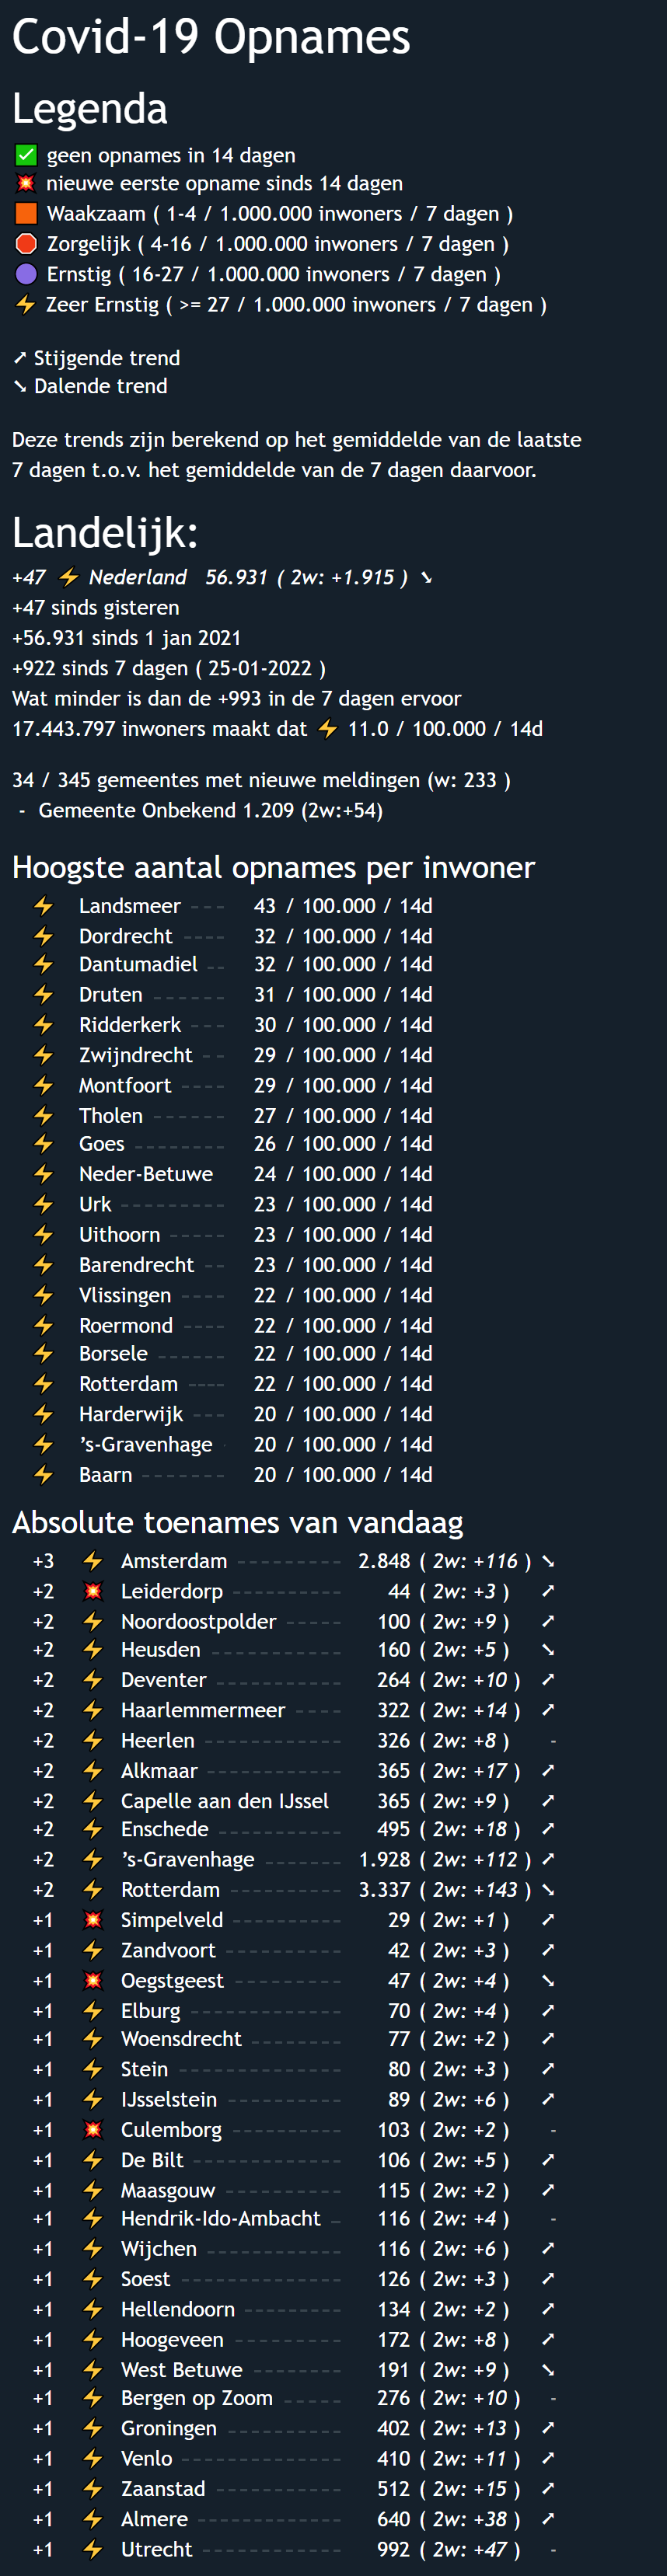 Covid-19 Opnames
Legenda
✅ geen opnames in 14 dagen
💥 nieuwe eerste opname sinds 14 dagen
🟧 Waakzaam ( 1-4 / 1.000.000 inwoners / 7 dagen )
🛑 Zorgelijk ( 4-16 / 1.000.000 inwoners / 7 dagen )
🟣 Ernstig ( 16-27 / 1.000.000 inwoners / 7 dagen )
⚡ Zeer Ernstig ( >= 27 / 1.000.000 inwoners / 7 dagen )
➚ Stijgende trend
➘ Dalende trend
Deze trends zijn berekend op het gemiddelde van de laatste
7 dagen t.o.v. het gemiddelde van de 7 dagen daarvoor.
Landelijk:
+47 ⚡ Nederland 56.931 ( 2w: +1.915 ) ➘
+47 sinds gisteren
+56.931 sinds 1 jan 2021
+922 sinds 7 dagen ( 25-01-2022 )
Wat minder is dan de +993 in de 7 dagen ervoor
17.443.797 inwoners maakt dat ⚡ 11.0 / 100.000 / 14d
34 / 345 gemeentes met nieuwe meldingen (w: 233 )
- Gemeente Onbekend 1.209 (2w:+54)
Hoogste aantal opnames per inwoner
⚡ Landsmeer --- 43 / 100.000 / 14d
⚡ Dordrecht ---- 32 / 100.000 / 14d
⚡ Dantumadiel -- 32 / 100.000 / 14d
⚡ Druten ------ 31 / 100.000 / 14d
⚡ Ridderkerk --- 30 / 100.000 / 14d
⚡ Zwijndrecht -- 29 / 100.000 / 14d
⚡ Montfoort ---- 29 / 100.000 / 14d
⚡ Tholen ------ 27 / 100.000 / 14d
⚡ Goes -------- 26 / 100.000 / 14d
⚡ Neder-Betuwe 24 / 100.000 / 14d
⚡ Urk --------- 23 / 100.000 / 14d
⚡ Uithoorn ----- 23 / 100.000 / 14d
⚡ Barendrecht -- 23 / 100.000 / 14d
⚡ Vlissingen ---- 22 / 100.000 / 14d
⚡ Roermond ---- 22 / 100.000 / 14d
⚡ Borsele ------ 22 / 100.000 / 14d
⚡ Rotterdam ---- 22 / 100.000 / 14d
⚡ Harderwijk --- 20 / 100.000 / 14d
⚡ ’s-Gravenhage - 20 / 100.000 / 14d
⚡ Baarn ------- 20 / 100.000 / 14d
Absolute toenames van vandaag
+3 ⚡ Amsterdam --------- 2.848 ( 2w: +116 ) ➘
+2 💥 Leiderdorp --------- 44 ( 2w: +3 ) ➚
+2 ⚡ Noordoostpolder ----- 100 ( 2w: +9 ) ➚
+2 ⚡ Heusden ----------- 160 ( 2w: +5 ) ➘
+2 ⚡ Deventer ----------- 264 ( 2w: +10 ) ➚
+2 ⚡ Haarlemmermeer ---- 322 ( 2w: +14 ) ➚
+2 ⚡ Heerlen ------------ 326 ( 2w: +8 ) -
+2 ⚡ Alkmaar ------------ 365 ( 2w: +17 ) ➚
+2 ⚡ Capelle aan den IJssel 365 ( 2w: +9 ) ➚
+2 ⚡ Enschede ----------- 495 ( 2w: +18 ) ➚
+2 ⚡ ’s-Gravenhage ------- 1.928 ( 2w: +112 ) ➚
+2 ⚡ Rotterdam ---------- 3.337 ( 2w: +143 ) ➘
+1 💥 Simpelveld ---------- 29 ( 2w: +1 ) ➚
+1 ⚡ Zandvoort ---------- 42 ( 2w: +3 ) ➚
+1 💥 Oegstgeest ---------- 47 ( 2w: +4 ) ➘
+1 ⚡ Elburg ------------- 70 ( 2w: +4 ) ➚
+1 ⚡ Woensdrecht -------- 77 ( 2w: +2 ) ➚
+1 ⚡ Stein -------------- 80 ( 2w: +3 ) ➚
+1 ⚡ IJsselstein ---------- 89 ( 2w: +6 ) ➚
+1 💥 Culemborg --------- 103 ( 2w: +2 ) -
+1 ⚡ De Bilt ------------- 106 ( 2w: +5 ) ➚
+1 ⚡ Maasgouw ---------- 115 ( 2w: +2 ) ➚
+1 ⚡ Hendrik-Ido-Ambacht - 116 ( 2w: +4 ) -
+1 ⚡ Wijchen ------------ 116 ( 2w: +6 ) ➚
+1 ⚡ Soest -------------- 126 ( 2w: +3 ) ➚
+1 ⚡ Hellendoorn -------- 134 ( 2w: +2 ) ➚
+1 ⚡ Hoogeveen --------- 172 ( 2w: +8 ) ➚
+1 ⚡ West Betuwe -------- 191 ( 2w: +9 ) ➘
+1 ⚡ Bergen op Zoom ----- 276 ( 2w: +10 ) -
+1 ⚡ Groningen ---------- 402 ( 2w: +13 ) ➚
+1 ⚡ Venlo -------------- 410 ( 2w: +11 ) ➚
+1 ⚡ Zaanstad ----------- 512 ( 2w: +15 ) ➚
+1 ⚡ Almere ------------- 640 ( 2w: +38 ) ➚
+1 ⚡ Utrecht ------------ 992 ( 2w: +47 ) -